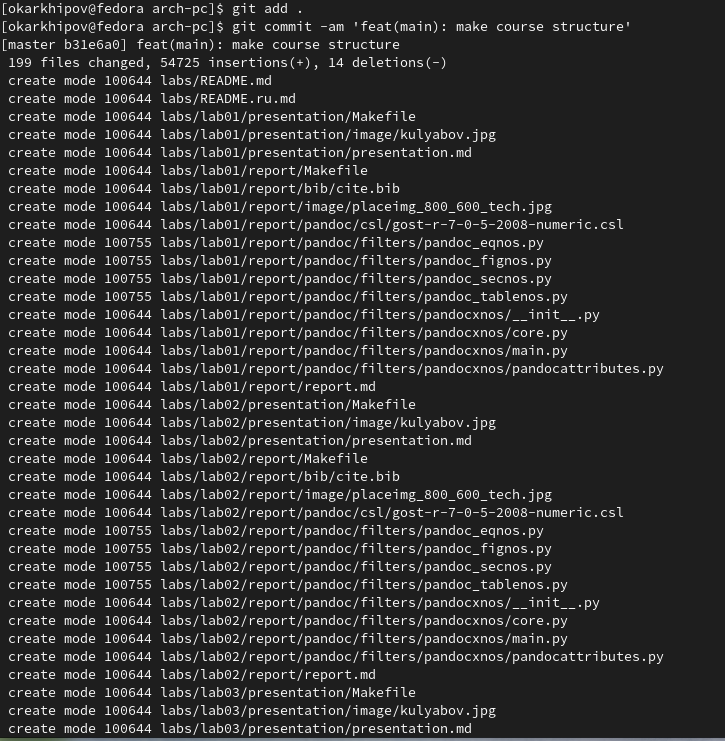 [okarkhipov@fedora arch-pc]$ git add .
[okarkhipov@fedora arch-pc]$ git commit -am 'feat(main): make course structure'
[master b31e6a0] feat(main): make course structure
 199 files changed, 54725 insertions(+), 14 deletions(-)
 create mode 100644 labs/README.md
 create mode 100644 labs/README.ru.md
 create mode 100644 labs/lab01/presentation/Makefile
 create mode 100644 labs/lab01/presentation/image/kulyabov.jpg
 create mode 100644 labs/lab01/presentation/presentation.md
 create mode 100644 labs/lab01/report/Makefile
 create mode 100644 labs/lab01/report/bib/cite.bib
 create mode 100644 labs/lab01/report/image/placeimg_800_600_tech.jpg
 create mode 100644 labs/lab01/report/pandoc/csl/gost-r-7-0-5-2008-numeric.csl
 create mode 100755 labs/lab01/report/pandoc/filters/pandoc_eqnos.py
 create mode 100755 labs/lab01/report/pandoc/filters/pandoc_fignos.py
 create mode 100755 labs/lab01/report/pandoc/filters/pandoc_secnos.py
 create mode 100755 labs/lab01/report/pandoc/filters/pandoc_tablenos.py
 create mode 100644 labs/lab01/report/pandoc/filters/pandocxnos/__init__.py
 create mode 100644 labs/lab01/report/pandoc/filters/pandocxnos/core.py
 create mode 100644 labs/lab01/report/pandoc/filters/pandocxnos/main.py
 create mode 100644 labs/lab01/report/pandoc/filters/pandocxnos/pandocattributes.py
 create mode 100644 labs/lab01/report/report.md
 create mode 100644 labs/lab02/presentation/Makefile
 create mode 100644 labs/lab02/presentation/image/kulyabov.jpg
 create mode 100644 labs/lab02/presentation/presentation.md
 create mode 100644 labs/lab02/report/Makefile
 create mode 100644 labs/lab02/report/bib/cite.bib
 create mode 100644 labs/lab02/report/image/placeimg_800_600_tech.jpg
 create mode 100644 labs/lab02/report/pandoc/csl/gost-r-7-0-5-2008-numeric.csl
 create mode 100755 labs/lab02/report/pandoc/filters/pandoc_eqnos.py
 create mode 100755 labs/lab02/report/pandoc/filters/pandoc_fignos.py
 create mode 100755 labs/lab02/report/pandoc/filters/pandoc_secnos.py
 create mode 100755 labs/lab02/report/pandoc/filters/pandoc_tablenos.py
 create mode 100644 labs/lab02/report/pandoc/filters/pandocxnos/__init__.py
 create mode 100644 labs/lab02/report/pandoc/filters/pandocxnos/core.py
 create mode 100644 labs/lab02/report/pandoc/filters/pandocxnos/main.py
 create mode 100644 labs/lab02/report/pandoc/filters/pandocxnos/pandocattributes.py
 create mode 100644 labs/lab02/report/report.md
 create mode 100644 labs/lab03/presentation/Makefile
 create mode 100644 labs/lab03/presentation/image/kulyabov.jpg
 create mode 100644 labs/lab03/presentation/presentation.md